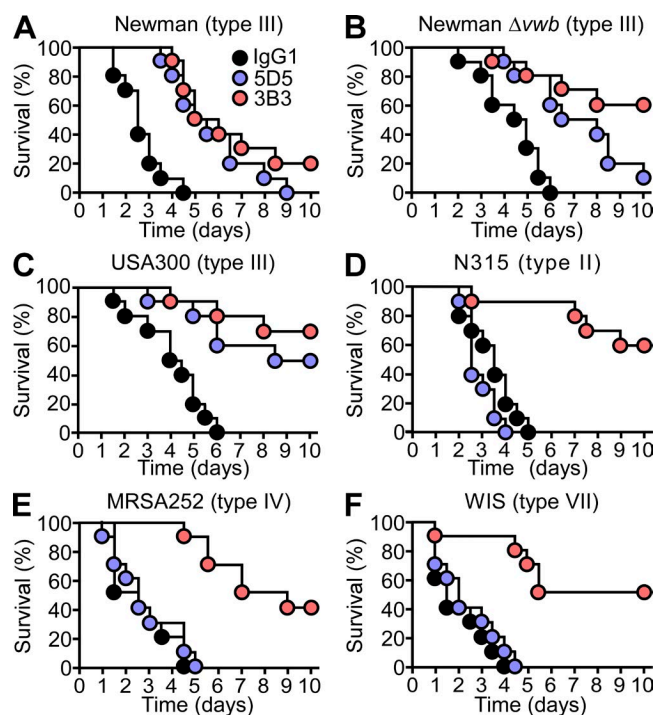 A
Newman (type III)
Survival (%)
100
80
60
40
20
0
IgG1
5D5
3B3
0 1 2 3 4 5 6 7 8 9 10
Time (days)
B
Newman Δvwb (type III)
Survival (%)
100
80
60
40
20
0
0 1 2 3 4 5 6 7 8 9 10
Time (days)
C
USA300 (type III)
Survival (%)
100
80
60
40
20
0
0 1 2 3 4 5 6 7 8 9 10
Time (days)
D
N315 (type II)
Survival (%)
100
80
60
40
20
0
0 1 2 3 4 5 6 7 8 9 10
Time (days)
E
MRSA252 (type IV)
Survival (%)
100
80
60
40
20
0
0 1 2 3 4 5 6 7 8 9 10
Time (days)
F
WIS (type VII)
Survival (%)
100
80
60
40
20
0
0 1 2 3 4 5 6 7 8 9 10
Time (days)